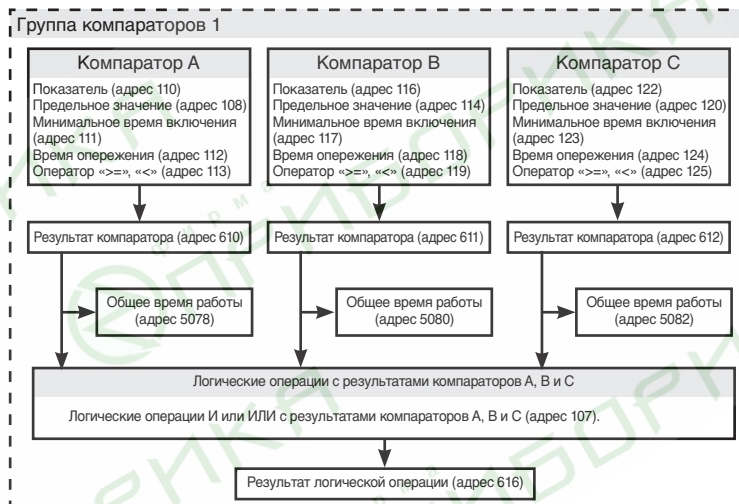 Группа компараторов 1
Компаратор A
Показатель (адрес 110)
Предельное значение (адрес 108)
Минимальное время включения
(адрес 111)
Время опережения (адрес 112)
Оператор «>=», «<» (адрес 113)
Компаратор B
Показатель (адрес 116)
Предельное значение (адрес 114)
Минимальное время включения
(адрес 117)
Время опережения (адрес 118)
Оператор «>=», «<» (адрес 119)
Компаратор C
Показатель (адрес 122)
Предельное значение (адрес 120)
Минимальное время включения
(адрес 123)
Время опережения (адрес 124)
Оператор «>=», «<» (адрес 125)
Результат компаратора (адрес 610)
Результат компаратора (адрес 611)
Результат компаратора (адрес 612)
Общее время работы
(адрес 5078)
Общее время работы
(адрес 5080)
Общее время работы
(адрес 5082)
Логические операции с результатами компараторов A, B и C
Логические операции И или ИЛИ с результатами компараторов A, B и C (адрес 107).
Результат логической операции (адрес 616)
фирма
ПРИБОРИКА